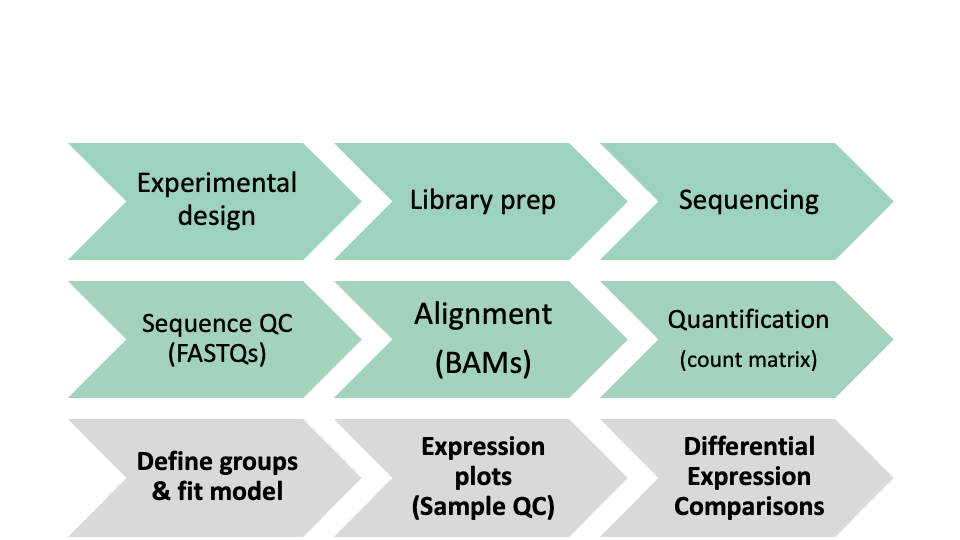 Experimental
design
Library prep
Sequencing
Sequence QC
(FASTQs)
Alignment
(BAMs)
Quantification
(count matrix)
Define groups
& fit model
Expression
plots
(Sample QC)
Differential
Expression
Comparisons